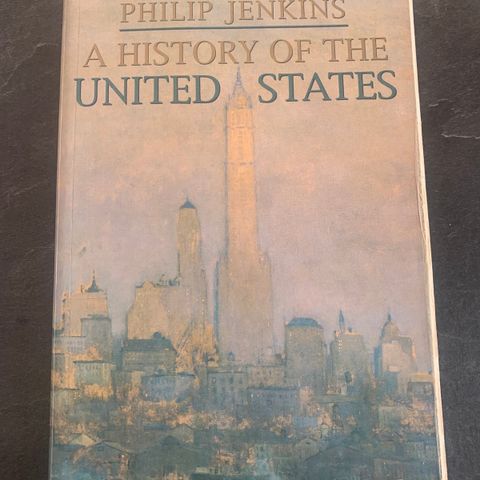 PHILIP JENKINS
A HISTORY OF THE
UNITED STATES